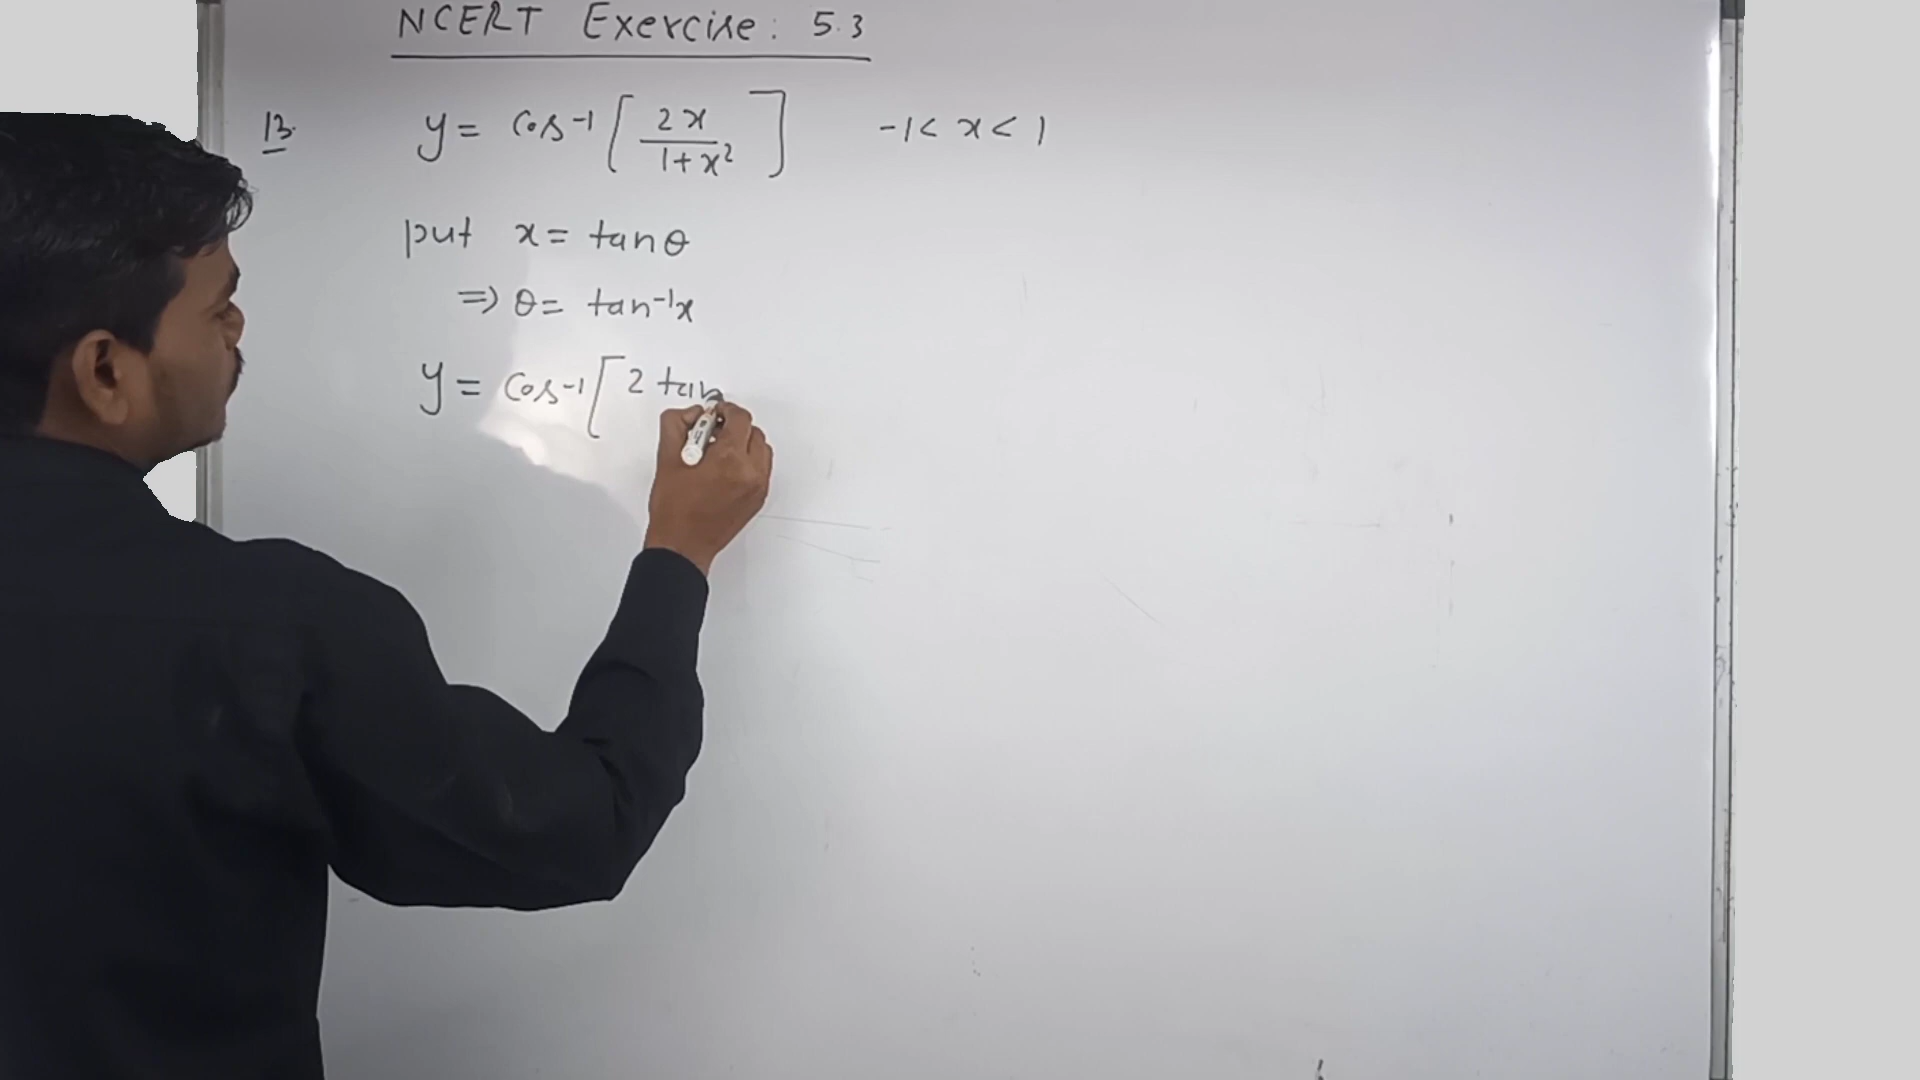 NCERT Exercise: 5.3
13. y = cos⁻¹[2x/(1+x²)] -1 < x < 1
put x = tanθ
⇒ θ = tan⁻¹x
y = cos⁻¹[2 tan